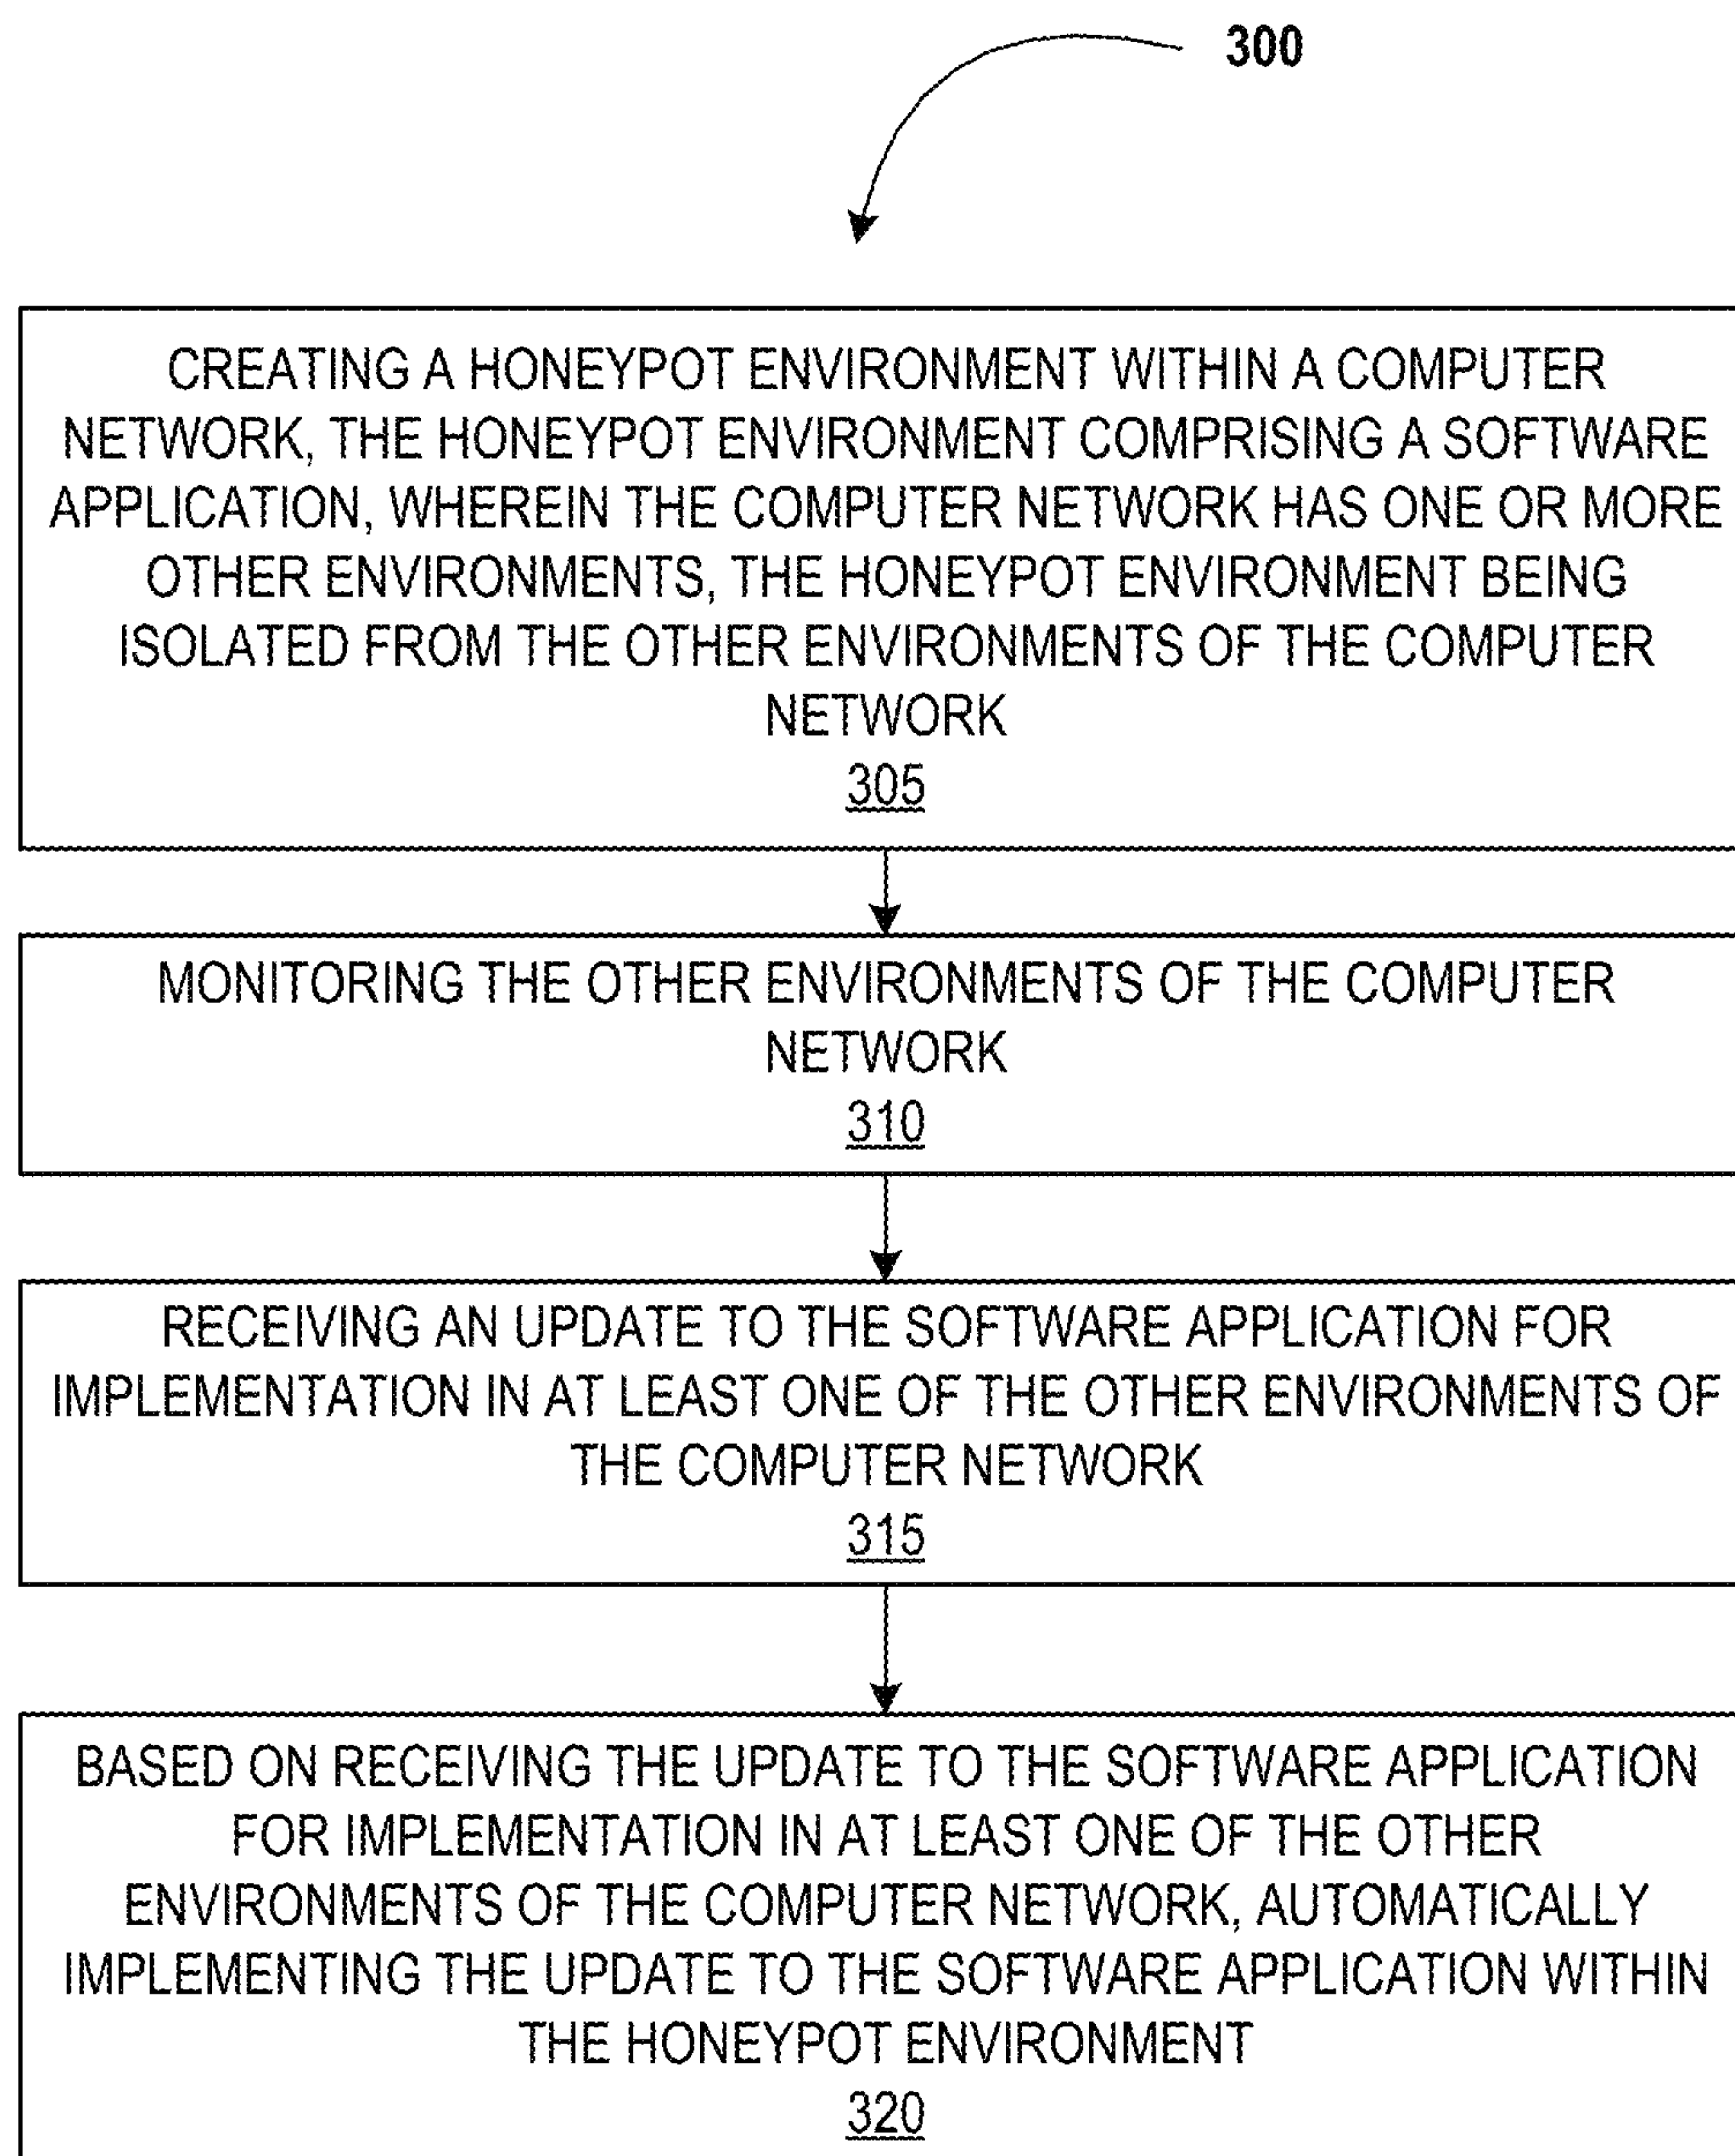 300
CREATING A HONEYPOT ENVIRONMENT WITHIN A COMPUTER
NETWORK, THE HONEYPOT ENVIRONMENT COMPRISING A SOFTWARE
APPLICATION, WHEREIN THE COMPUTER NETWORK HAS ONE OR MORE
OTHER ENVIRONMENTS, THE HONEYPOT ENVIRONMENT BEING
ISOLATED FROM THE OTHER ENVIRONMENTS OF THE COMPUTER
NETWORK
305
MONITORING THE OTHER ENVIRONMENTS OF THE COMPUTER
NETWORK
310
RECEIVING AN UPDATE TO THE SOFTWARE APPLICATION FOR
IMPLEMENTATION IN AT LEAST ONE OF THE OTHER ENVIRONMENTS OF
THE COMPUTER NETWORK
315
BASED ON RECEIVING THE UPDATE TO THE SOFTWARE APPLICATION
FOR IMPLEMENTATION IN AT LEAST ONE OF THE OTHER
ENVIRONMENTS OF THE COMPUTER NETWORK, AUTOMATICALLY
IMPLEMENTING THE UPDATE TO THE SOFTWARE APPLICATION WITHIN
THE HONEYPOT ENVIRONMENT
320